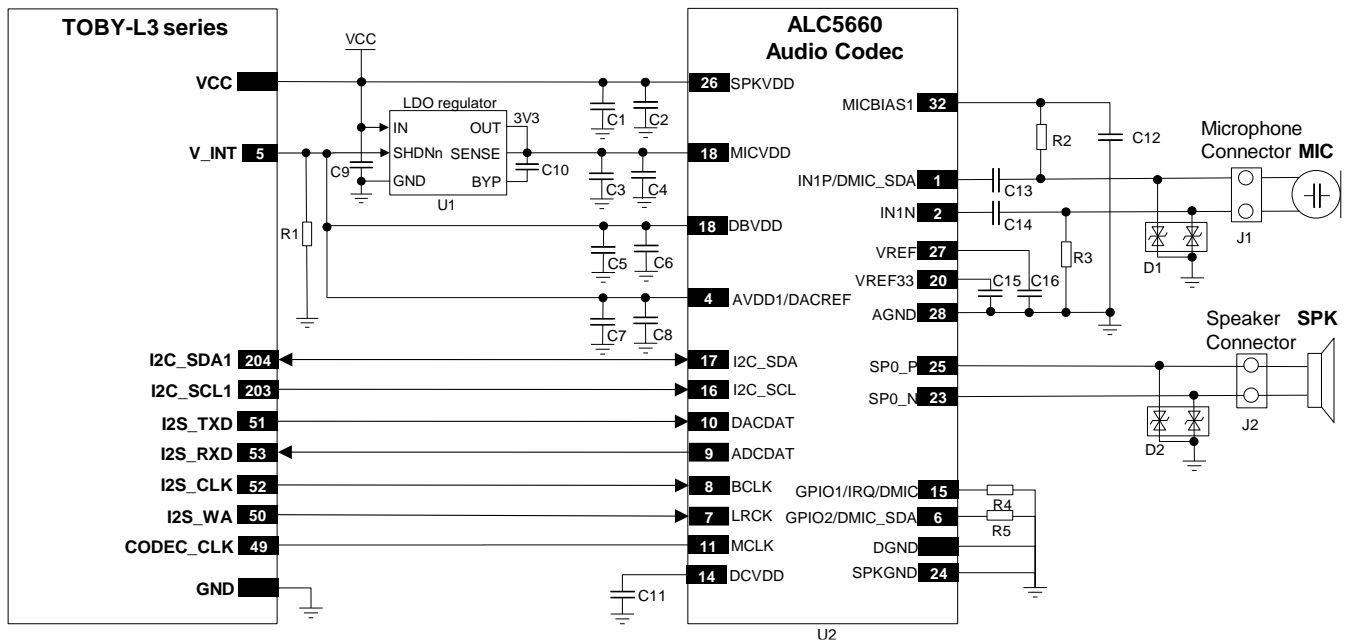 TOBY-L3 series
VCC
V_INT 5
I2C_SDA1 204
I2C_SCL1 203
I2S_TXD 51
I2S_RXD 53
I2S_CLK 52
I2S_WA 50
CODEC_CLK 49
GND
VCC
LDO regulator
IN
OUT
SHDNn
SENSE
GND
BYP
U1
3V3
C9
C10
R1
C1
C2
C3
C4
C5
C6
C7
C8
C11
ALC5660
Audio Codec
26 SPKVDD
18 MICVDD
18 DBVDD
4 AVDD1/DACREF
17 I2C_SDA
16 I2C_SCL
10 DACDAT
9 ADCDAT
8 BCLK
7 LRCK
11 MCLK
14 DCVDD
MICBIAS1 32
IN1P/DMIC_SDA 1
IN1N 2
VREF 27
VREF33 20
AGND 28
SP0_P 25
SP0_N 23
GPIO1/IRQ/DMIC 15
GPIO2/DMIC_SDA 6
DGND
SPKGND 24
U2
R2
C12
C13
C14
R3
C15
C16
D1
Microphone
Connector MIC
J1
Speaker SPK
Connector
D2
J2
R4
R5